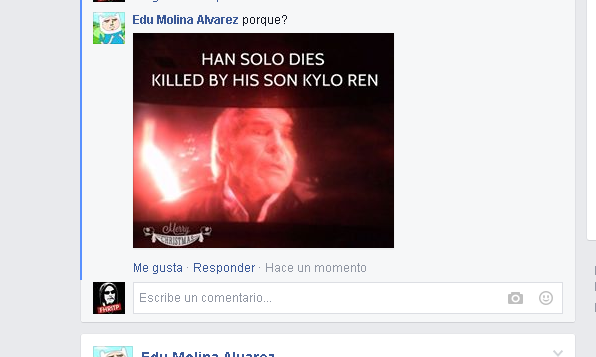 Edu Molina Alvarez porque?
HAN SOLO DIES
KILLED BY HIS SON KYLO REN
Merry
CHRISTMAS
Me gusta · Responder · Hace un momento
FHRITP
Escribe un comentario...
Edu Molina Alvarez